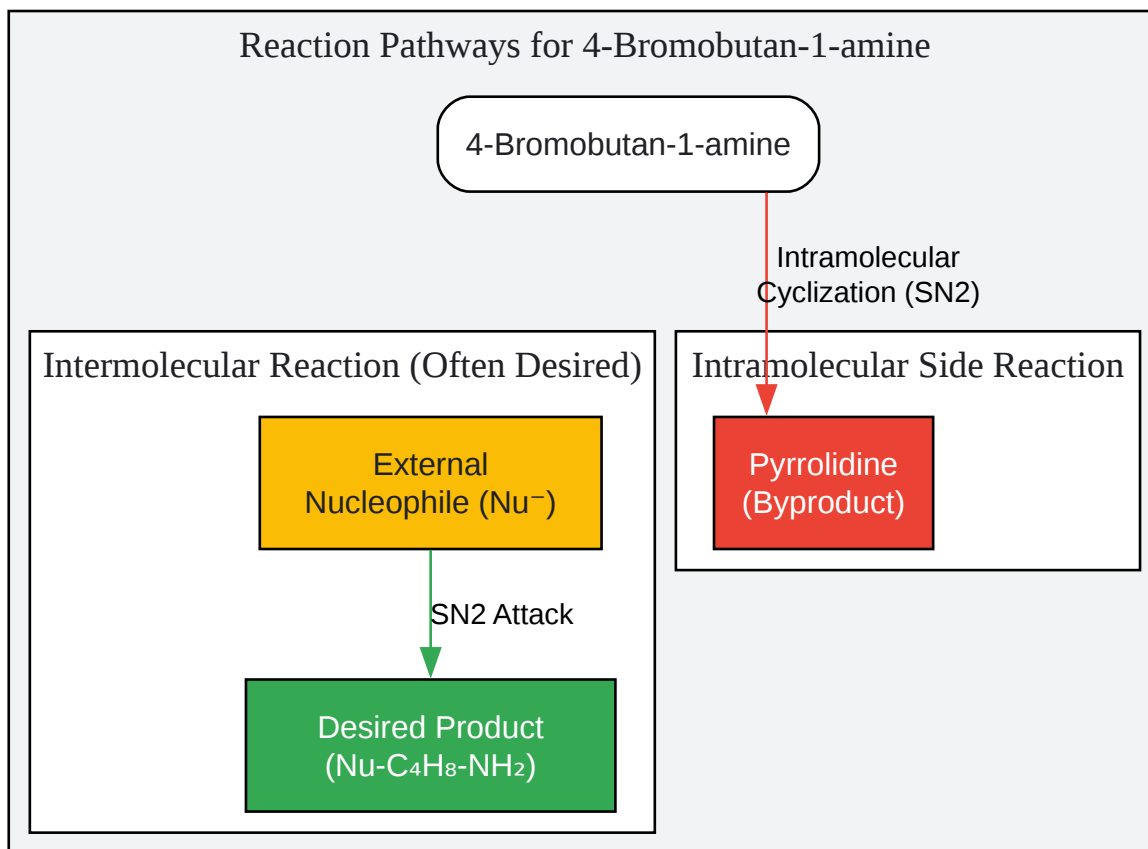 Reaction Pathways for 4-Bromobutan-1-amine
4-Bromobutan-1-amine
Intramolecular
Cyclization (SN2)
Intermolecular Reaction (Often Desired)
External
Nucleophile (Nu⁻)
SN2 Attack
Desired Product
(Nu-C₄H₈-NH₂)
Intramolecular Side Reaction
Pyrrolidine
(Byproduct)